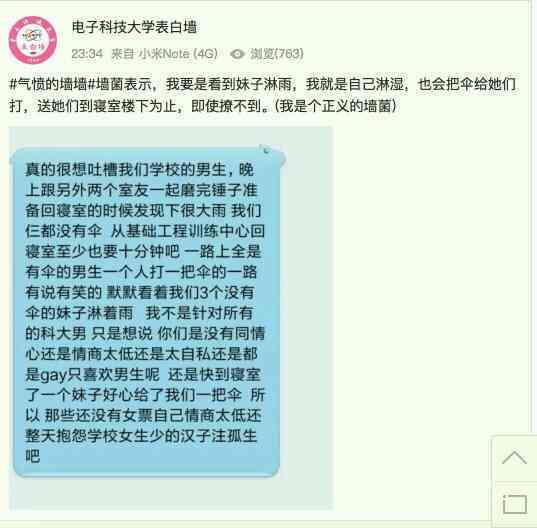 电子科技大学表白墙
23:34 来自 小米Note (4G) 浏览(763)
#气愤的墙墙#墙菌表示，我要是看到妹子淋雨，我就是自己淋湿，也会把伞给她们
打，送她们到寝室楼下为止，即使撩不到。(我是个正义的墙菌)
真的很想吐槽我们学校的男生，晚
上跟另外两个室友一起磨完锤子准
备回寝室的时候发现下很大雨 我们
仨都没有伞 从基础工程训练中心回
寝室至少也要十分钟吧 一路上全是
有伞的男生一个人打一把伞的一路
有说有笑的 默默看着我们3个没有
伞的妹子淋着雨 我不是针对所有
的科大男 只是想说 你们是没有同情
心还是情商太低还是太自私还是都
是gay只喜欢男生呢 还是快到寝室
了一个妹子好心给了我们一把伞 所
以 那些还没有女票自己情商太低还
整天抱怨学校女生少的汉子注孤生
吧